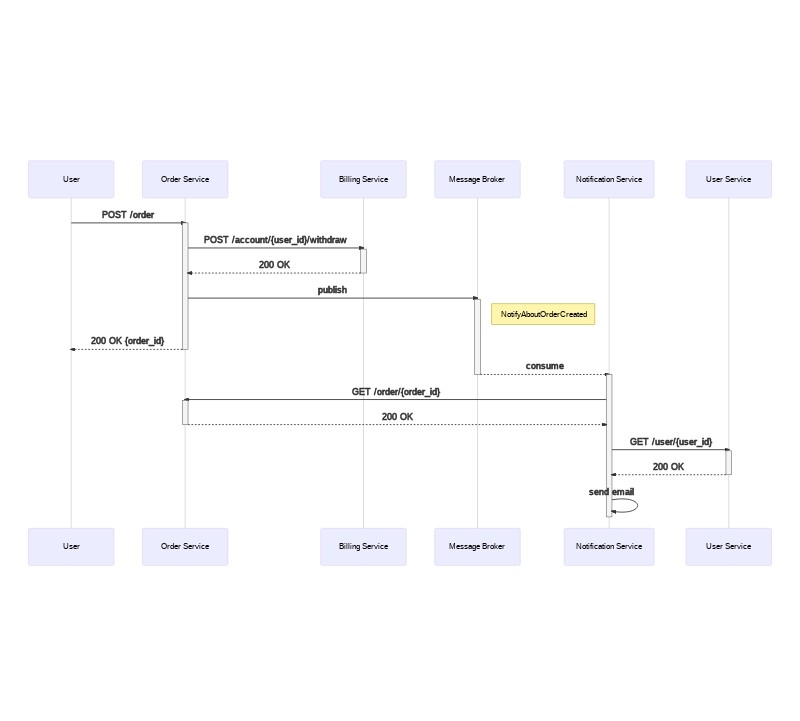 User
Order Service
Billing Service
Message Broker
Notification Service
User Service
POST /order
POST /account/{user_id}/withdraw
200 OK
publish
NotifyAboutOrderCreated
200 OK {order_id}
consume
GET /order/{order_id}
200 OK
GET /user/{user_id}
200 OK
send email
User
Order Service
Billing Service
Message Broker
Notification Service
User Service